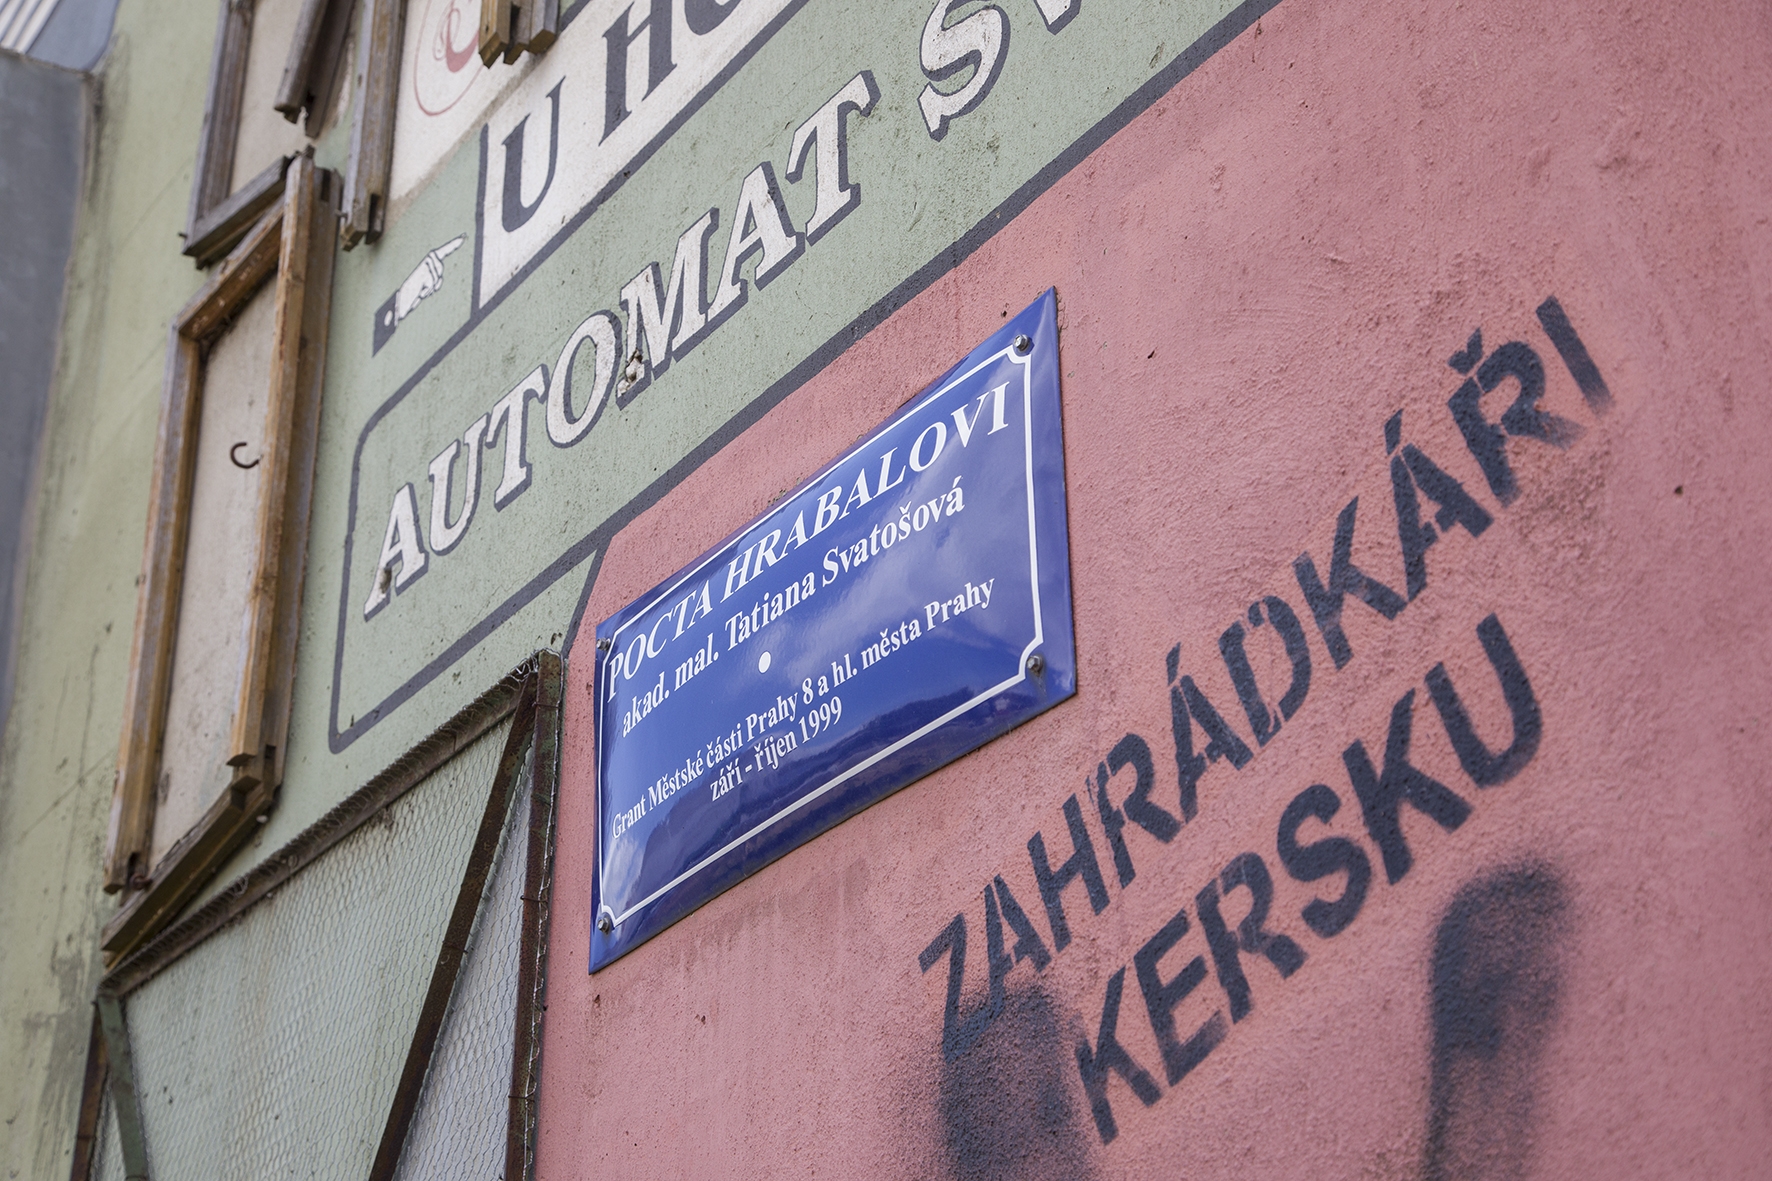 U
AUTOMAT
POCTA HRABALOVI
akad. mal. Tatiana Svatošová
Grant Městské části Prahy 8 a hl. města Prahy
září - říjen 1999
ZAHRÁDKÁŘI
KERSKU